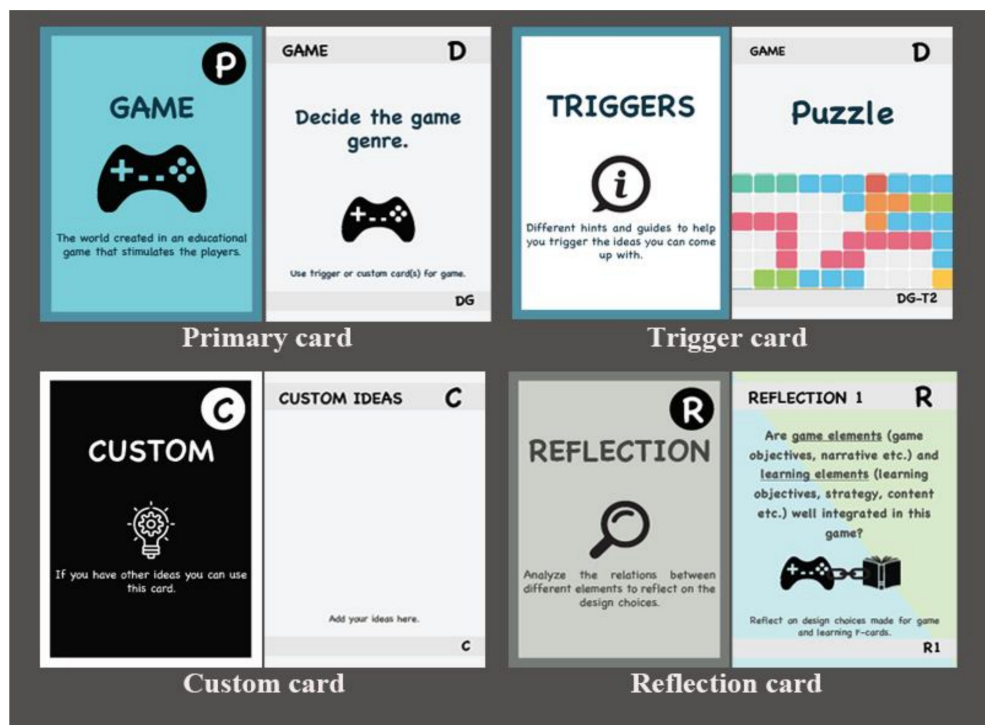 P
GAME
The world created in an educational
game that stimulates the players.
GAME D
Decide the game
genre.
Use trigger or custom card(s) for game.
DG
Primary card
TRIGGERS
i
Different hints and guides to help
you trigger the ideas you can come
up with.
GAME D
Puzzle
DG-T2
Trigger card
C
CUSTOM
If you have other ideas you can use
this card.
CUSTOM IDEAS C
Add your ideas here.
C
Custom card
R
REFLECTION
Analyze the relations between
different elements to reflect on the
design choices.
REFLECTION 1 R
Are game elements (game
objectives, narrative etc.) and
learning elements (learning
objectives, strategy, content
etc.) well integrated in this
game?
Reflect on design choices made for game
and learning P-cards.
R1
Reflection card